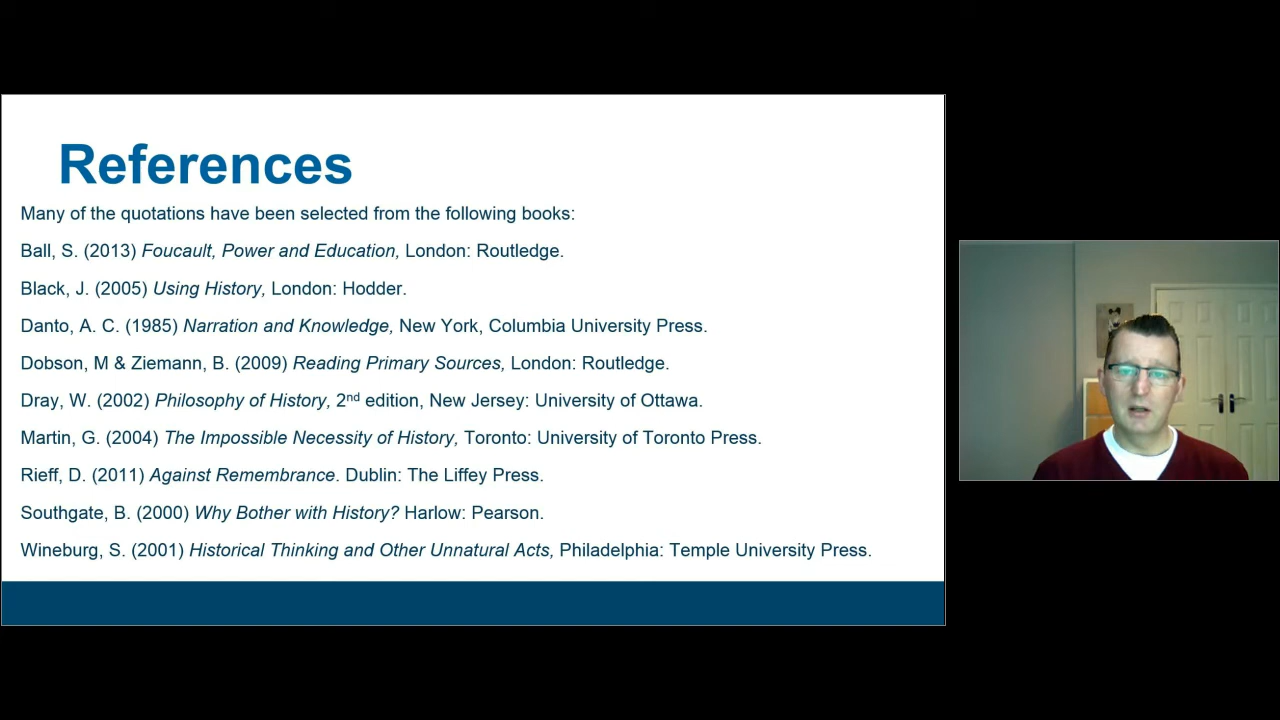 References
Many of the quotations have been selected from the following books:
Ball, S. (2013) Foucault, Power and Education, London: Routledge.
Black, J. (2005) Using History, London: Hodder.
Danto, A. C. (1985) Narration and Knowledge, New York, Columbia University Press.
Dobson, M & Ziemann, B. (2009) Reading Primary Sources, London: Routledge.
Dray, W. (2002) Philosophy of History, 2nd edition, New Jersey: University of Ottawa.
Martin, G. (2004) The Impossible Necessity of History, Toronto: University of Toronto Press.
Rieff, D. (2011) Against Remembrance. Dublin: The Liffey Press.
Southgate, B. (2000) Why Bother with History? Harlow: Pearson.
Wineburg, S. (2001) Historical Thinking and Other Unnatural Acts, Philadelphia: Temple University Press.